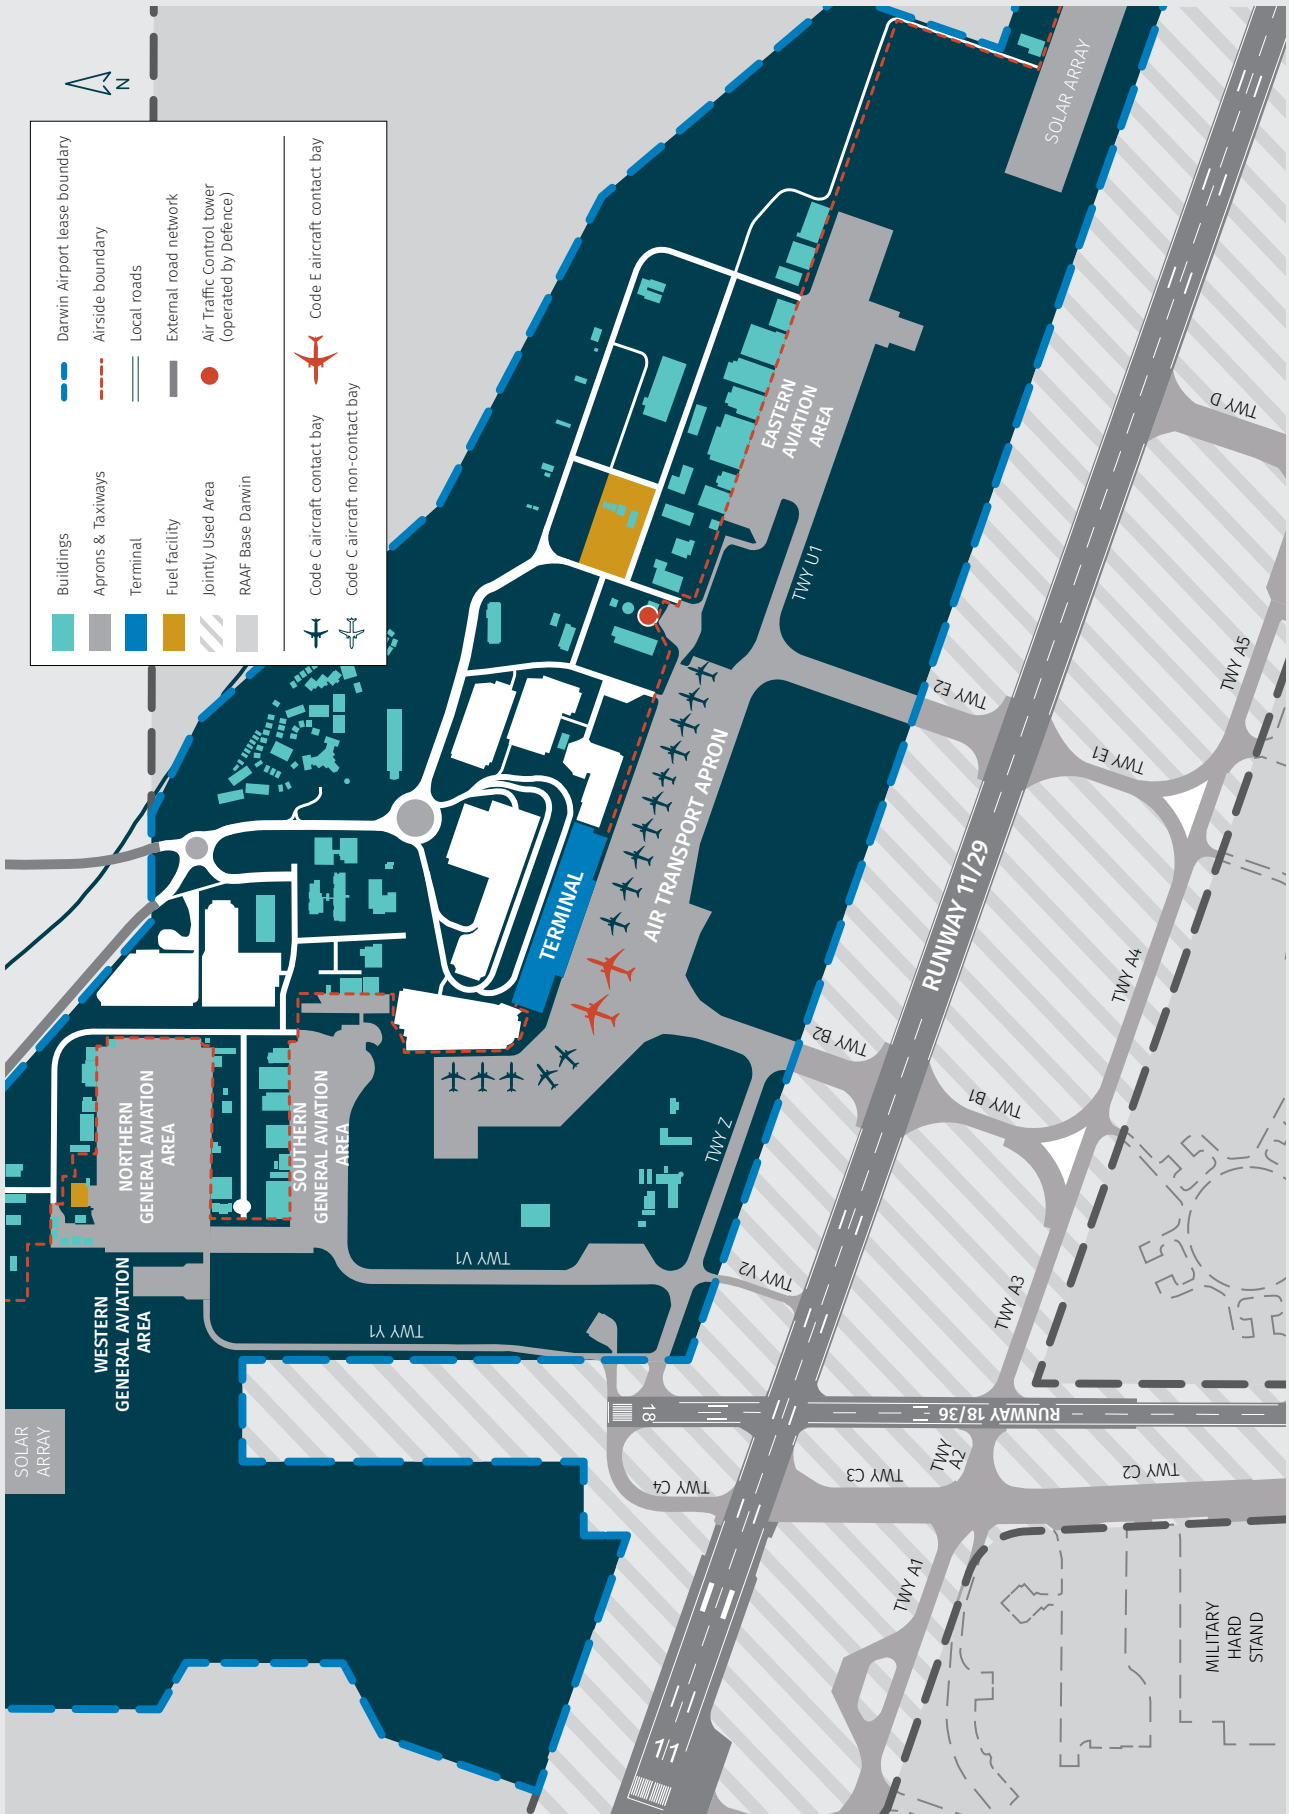 N
Buildings
Aprons & Taxiways
Terminal
Fuel facility
Jointly Used Area
RAAF Base Darwin
Darwin Airport lease boundary
Airside boundary
Local roads
External road network
Air Traffic Control tower
(operated by Defence)
Code C aircraft contact bay
Code C aircraft non-contact bay
Code E aircraft contact bay
SOLAR
ARRAY
WESTERN
GENERAL AVIATION
AREA
NORTHERN
GENERAL AVIATION
AREA
SOUTHERN
GENERAL AVIATION
AREA
TERMINAL
AIR TRANSPORT APRON
EASTERN
AVIATION
AREA
SOLAR ARRAY
TWY Y1
TWY V1
TWY Z
TWY U1
TWY V2
TWY B2
TWY E2
TWY D
RUNWAY 11/29
TWY B1
TWY E1
TWY A5
TWY A4
TWY A3
18
RUNWAY 18/36
TWY C4
TWY C3
TWY
A2
TWY C2
TWY A1
11
MILITARY
HARD
STAND